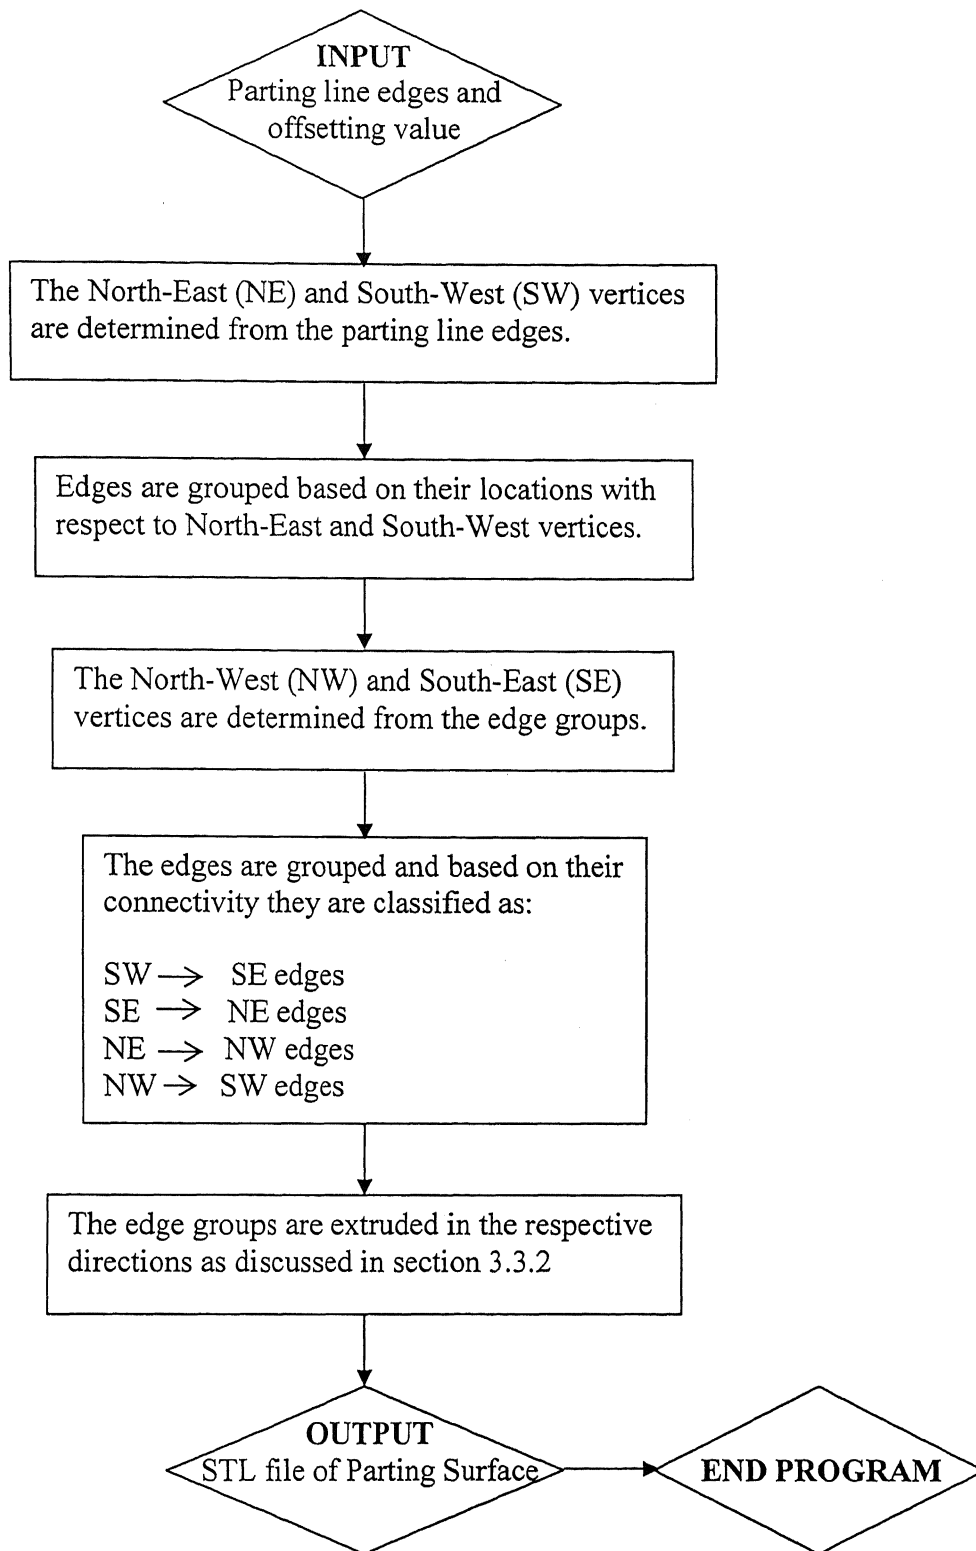 INPUT
Parting line edges and
offsetting value
The North-East (NE) and South-West (SW) vertices
are determined from the parting line edges.
Edges are grouped based on their locations with
respect to North-East and South-West vertices.
The North-West (NW) and South-East (SE)
vertices are determined from the edge groups.
The edges are grouped and based on their
connectivity they are classified as:
SW → SE edges
SE → NE edges
NE → NW edges
NW → SW edges
The edge groups are extruded in the respective
directions as discussed in section 3.3.2
OUTPUT
STL file of Parting Surface
END PROGRAM